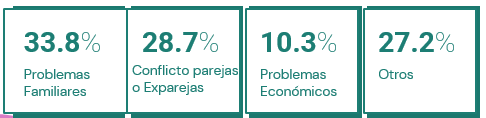 33.8% 28.7% 10.3% 27.2%
Problemas Familiares
Conflicto parejas o Exparejas
Problemas Económicos
Otros